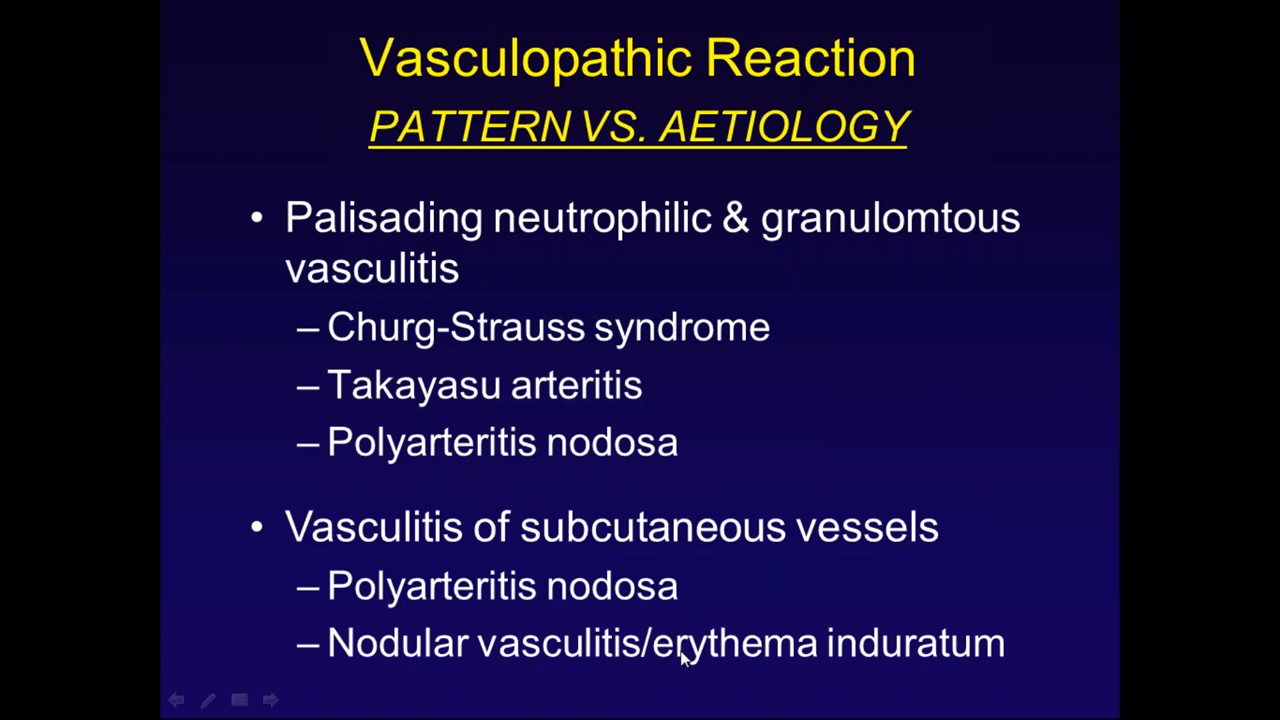 Vasculopathic Reaction
PATTERN VS. AETIOLOGY
• Palisading neutrophilic & granulomtous
vasculitis
– Churg-Strauss syndrome
– Takayasu arteritis
– Polyarteritis nodosa
• Vasculitis of subcutaneous vessels
– Polyarteritis nodosa
– Nodular vasculitis/erythema induratum